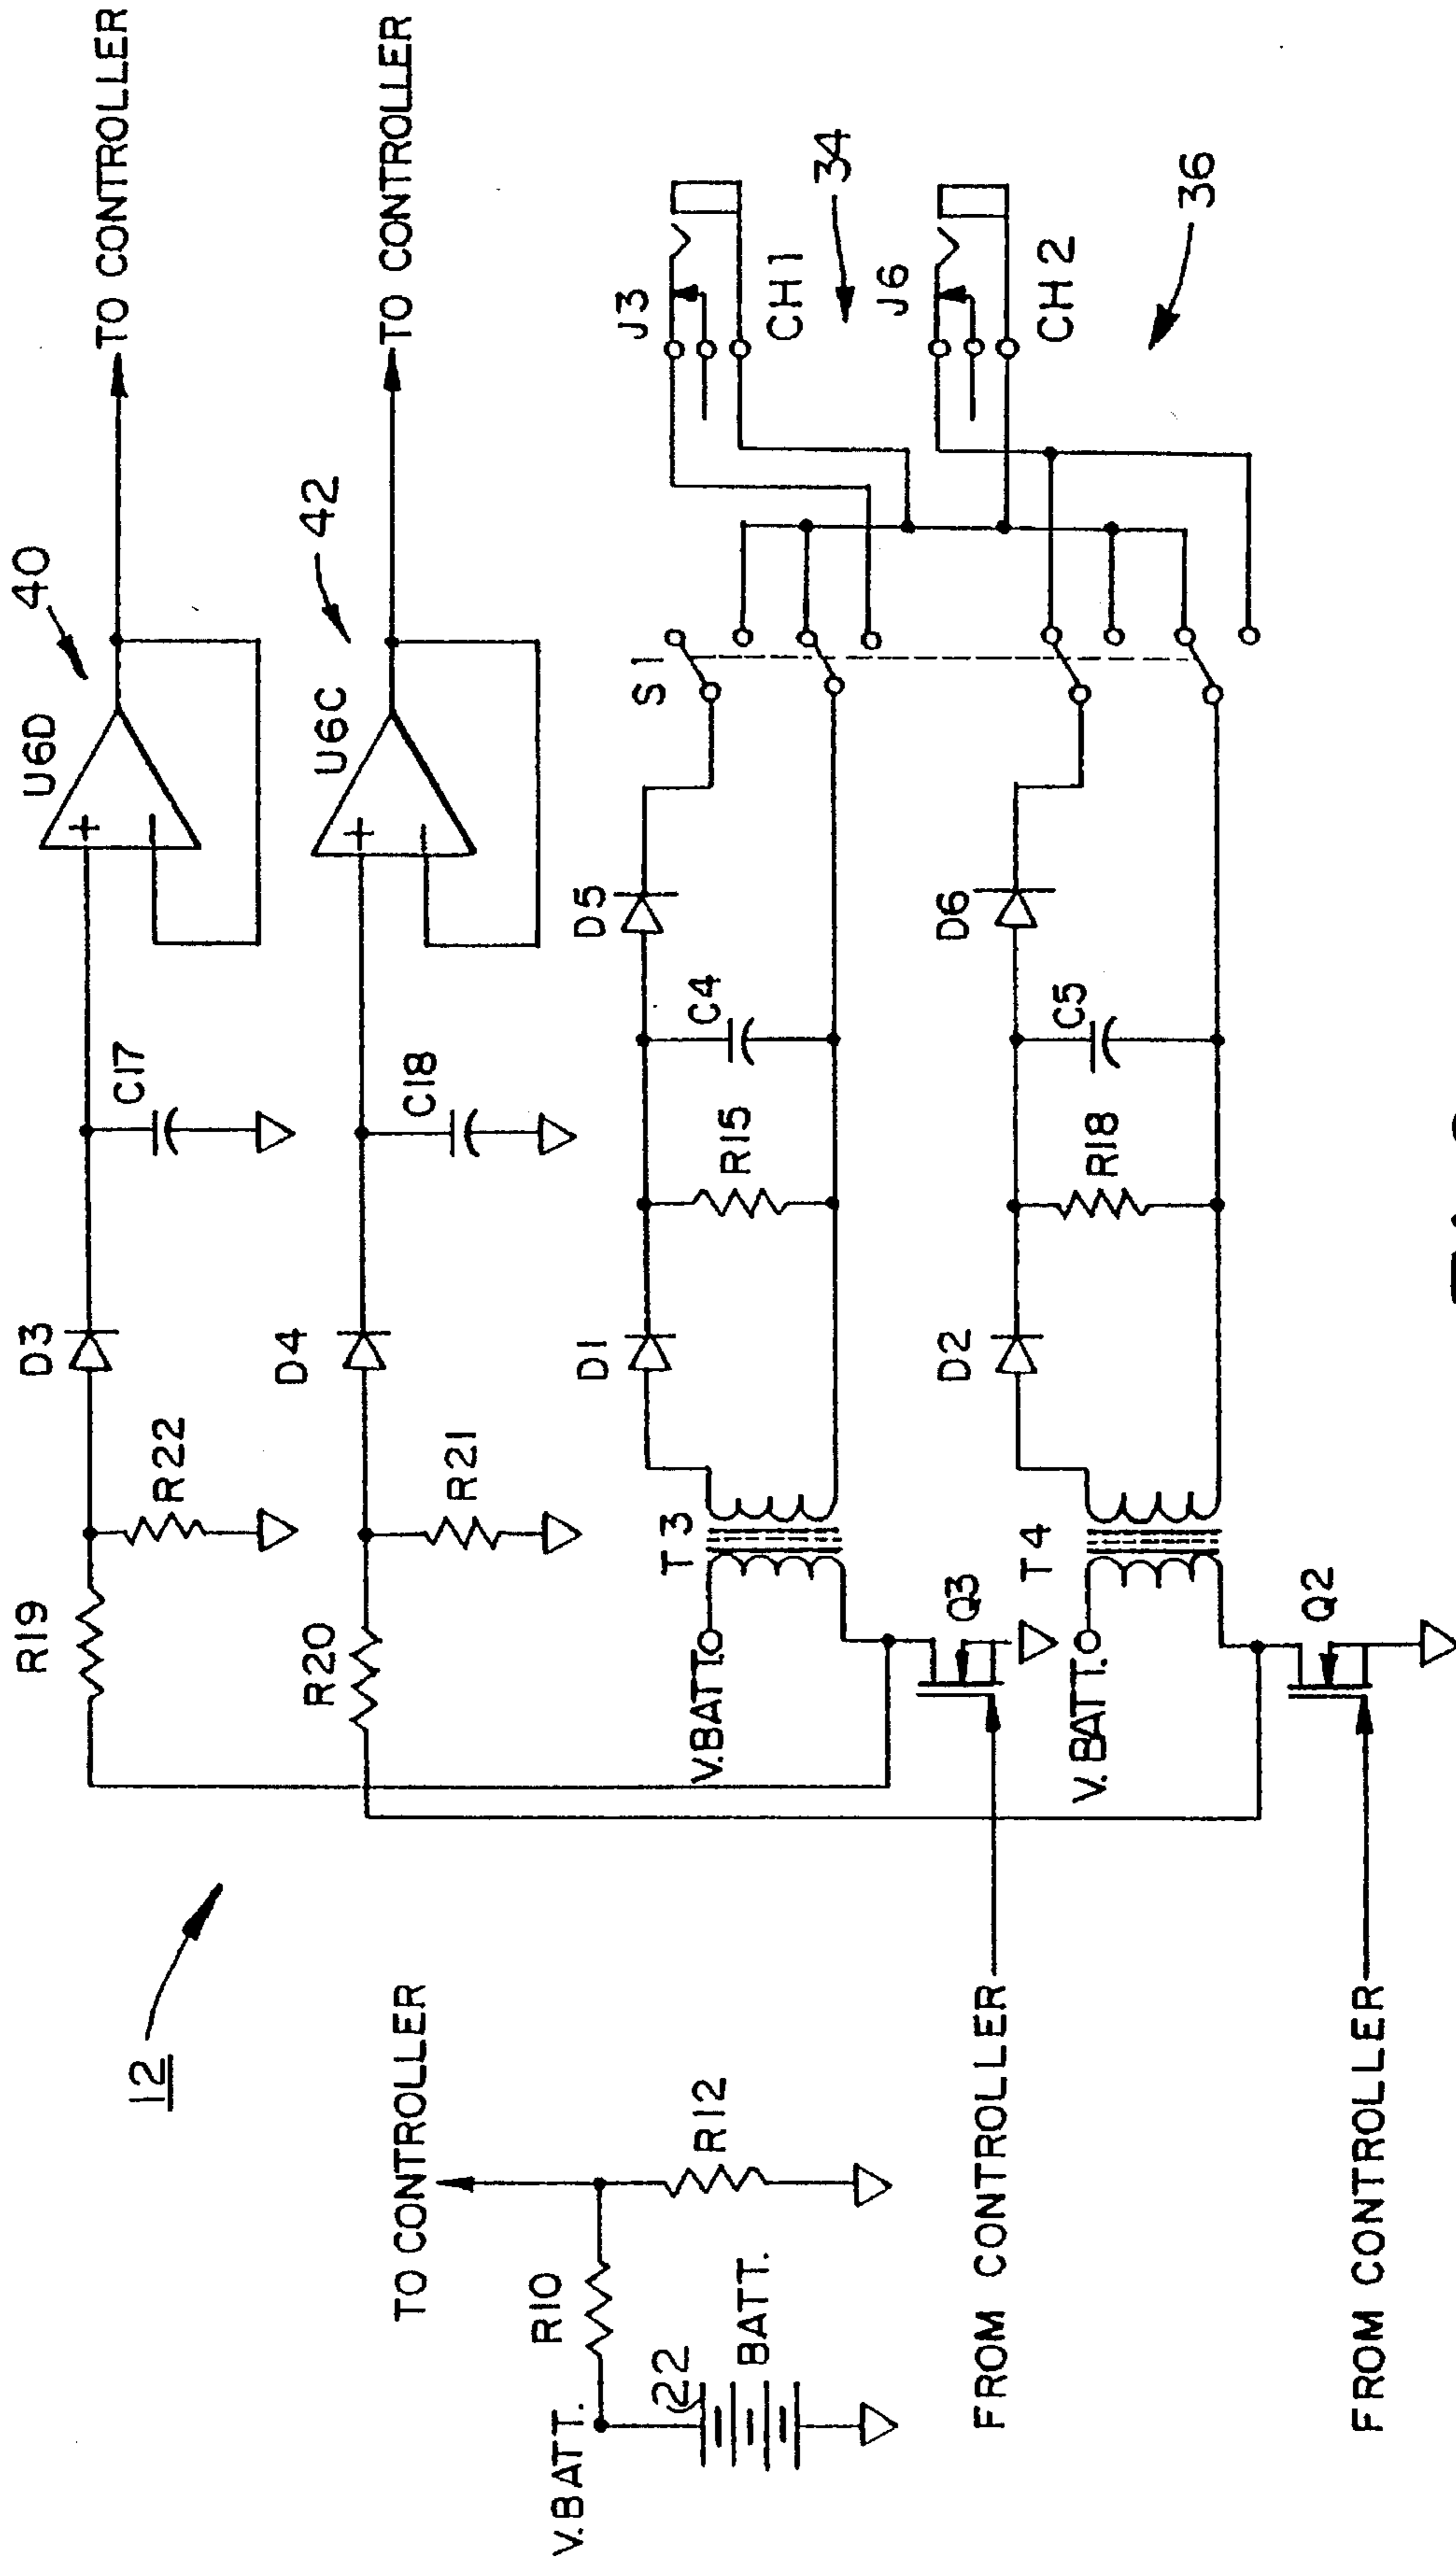 12
V.BATT.
R10
22
BATT.
R12
TO CONTROLLER
FROM CONTROLLER
FROM CONTROLLER
R19
R22
D3
C17
U6D
+
−
40
TO CONTROLLER
R20
R21
D4
C18
U6C
+
−
42
TO CONTROLLER
V.BATT.
T3
Q3
D1
R15
C4
D5
S1
J3
CH1
34
V.BATT.
T4
Q2
D2
R18
C5
D6
J6
CH2
36